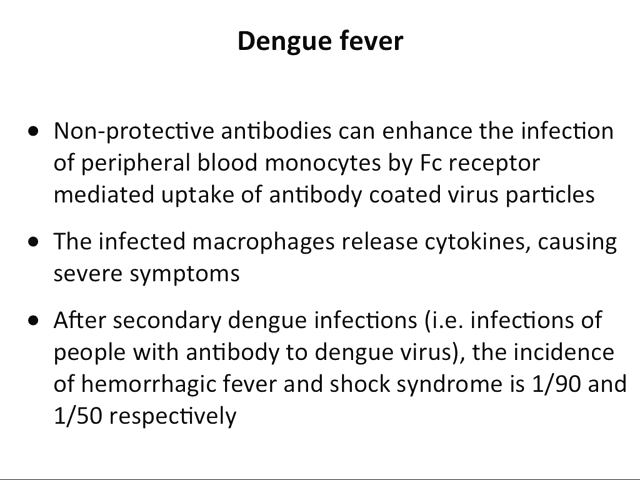 Dengue fever
• Non-protective antibodies can enhance the infection
of peripheral blood monocytes by Fc receptor
mediated uptake of antibody coated virus particles
• The infected macrophages release cytokines, causing
severe symptoms
• After secondary dengue infections (i.e. infections of
people with antibody to dengue virus), the incidence
of hemorrhagic fever and shock syndrome is 1/90 and
1/50 respectively